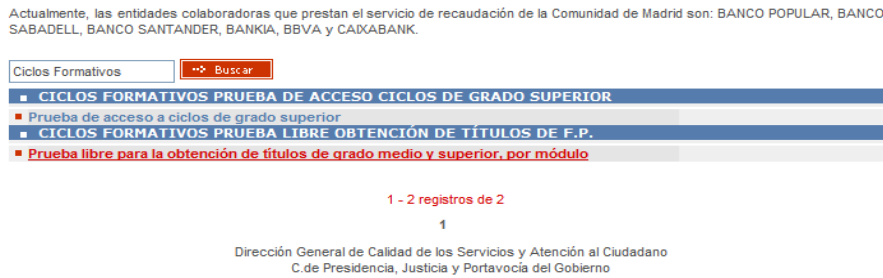 Actualmente, las entidades colaboradoras que prestan el servicio de recaudación de la Comunidad de Madrid son: BANCO POPULAR, BANCO
SABADELL, BANCO SANTANDER, BANKIA, BBVA y CAIXABANK.
Ciclos Formativos Buscar
CICLOS FORMATIVOS PRUEBA DE ACCESO CICLOS DE GRADO SUPERIOR
Prueba de acceso a ciclos de grado superior
CICLOS FORMATIVOS PRUEBA LIBRE OBTENCIÓN DE TÍTULOS DE F.P.
Prueba libre para la obtención de títulos de grado medio y superior, por módulo
1 - 2 registros de 2
1
Dirección General de Calidad de los Servicios y Atención al Ciudadano
C.de Presidencia, Justicia y Portavocía del Gobierno